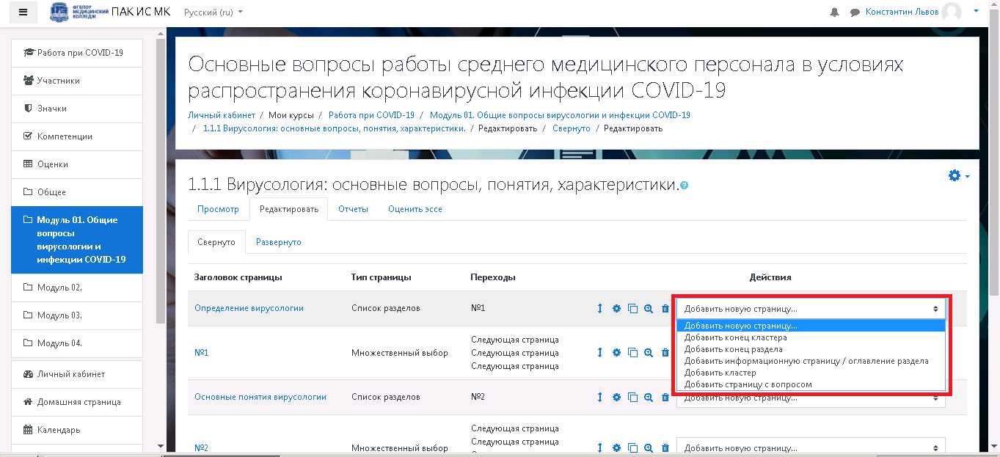 ФГБПОУ
МЕДИЦИНСКИЙ
КОЛЛЕДЖ
ПАК ИС МК
Русский (ru)
Константин Львов
Работа при COVID-19
Участники
Значки
Компетенции
Оценки
Общее
Модуль 01. Общие
вопросы
вирусологии и
инфекции COVID-19
Модуль 02.
Модуль 03.
Модуль 04.
Личный кабинет
Домашняя страница
Календарь
Основные вопросы работы среднего медицинского персонала в условиях
распространения коронавирусной инфекции COVID-19
Личный кабинет / Мои курсы / Работа при COVID-19 / Модуль 01. Общие вопросы вирусологии и инфекции COVID-19
/ 1.1.1 Вирусология: основные вопросы, понятия, характеристики. / Редактировать / Свернуто / Редактировать
1.1.1 Вирусология: основные вопросы, понятия, характеристики.
Просмотр Редактировать Отчеты Оценить эссе
Свернуто Развернуто
Заголовок страницы Тип страницы Переходы Действия
Определение вирусологии Список разделов №1 Добавить новую страницу...
Добавить новую страницу...
Добавить конец кластера
Добавить конец раздела
Добавить информационную страницу / оглавление раздела
Добавить кластер
Добавить страницу с вопросом
№1 Множественный выбор Следующая страница
Следующая страница
Следующая страница
Основные понятия вирусологии Список разделов №2 Добавить новую страницу...
№2 Множественный выбор Следующая страница
Следующая страница
Добавить новую страницу...